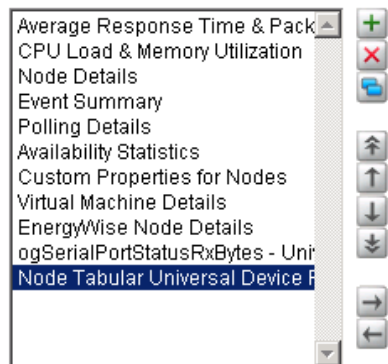 Average Response Time & Pack
CPU Load & Memory Utilization
Node Details
Event Summary
Polling Details
Availability Statistics
Custom Properties for Nodes
Virtual Machine Details
EnergyWise Node Details
ogSerialPortStatusRxBytes - Uni
Node Tabular Universal Device P